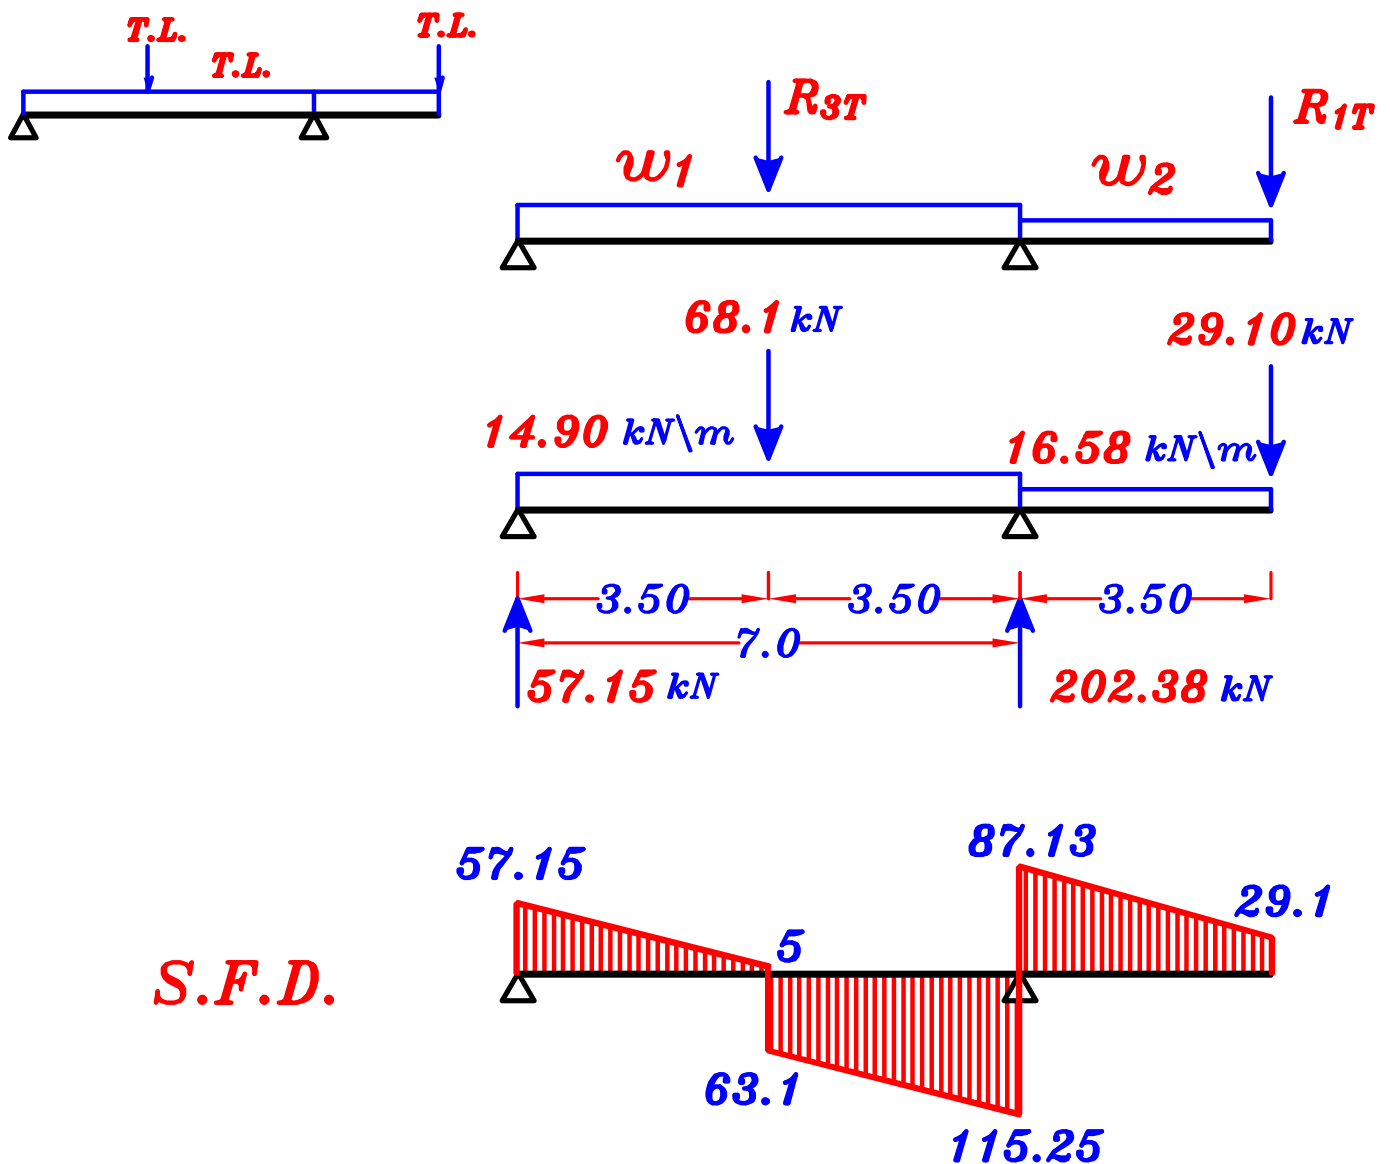 T.L.
T.L.
T.L.
R3T
R1T
w1
w2
68.1 kN
29.10 kN
14.90 kN\m
16.58 kN\m
3.50
3.50
3.50
7.0
57.15 kN
202.38 kN
87.13
57.15
29.1
5
S.F.D.
63.1
115.25